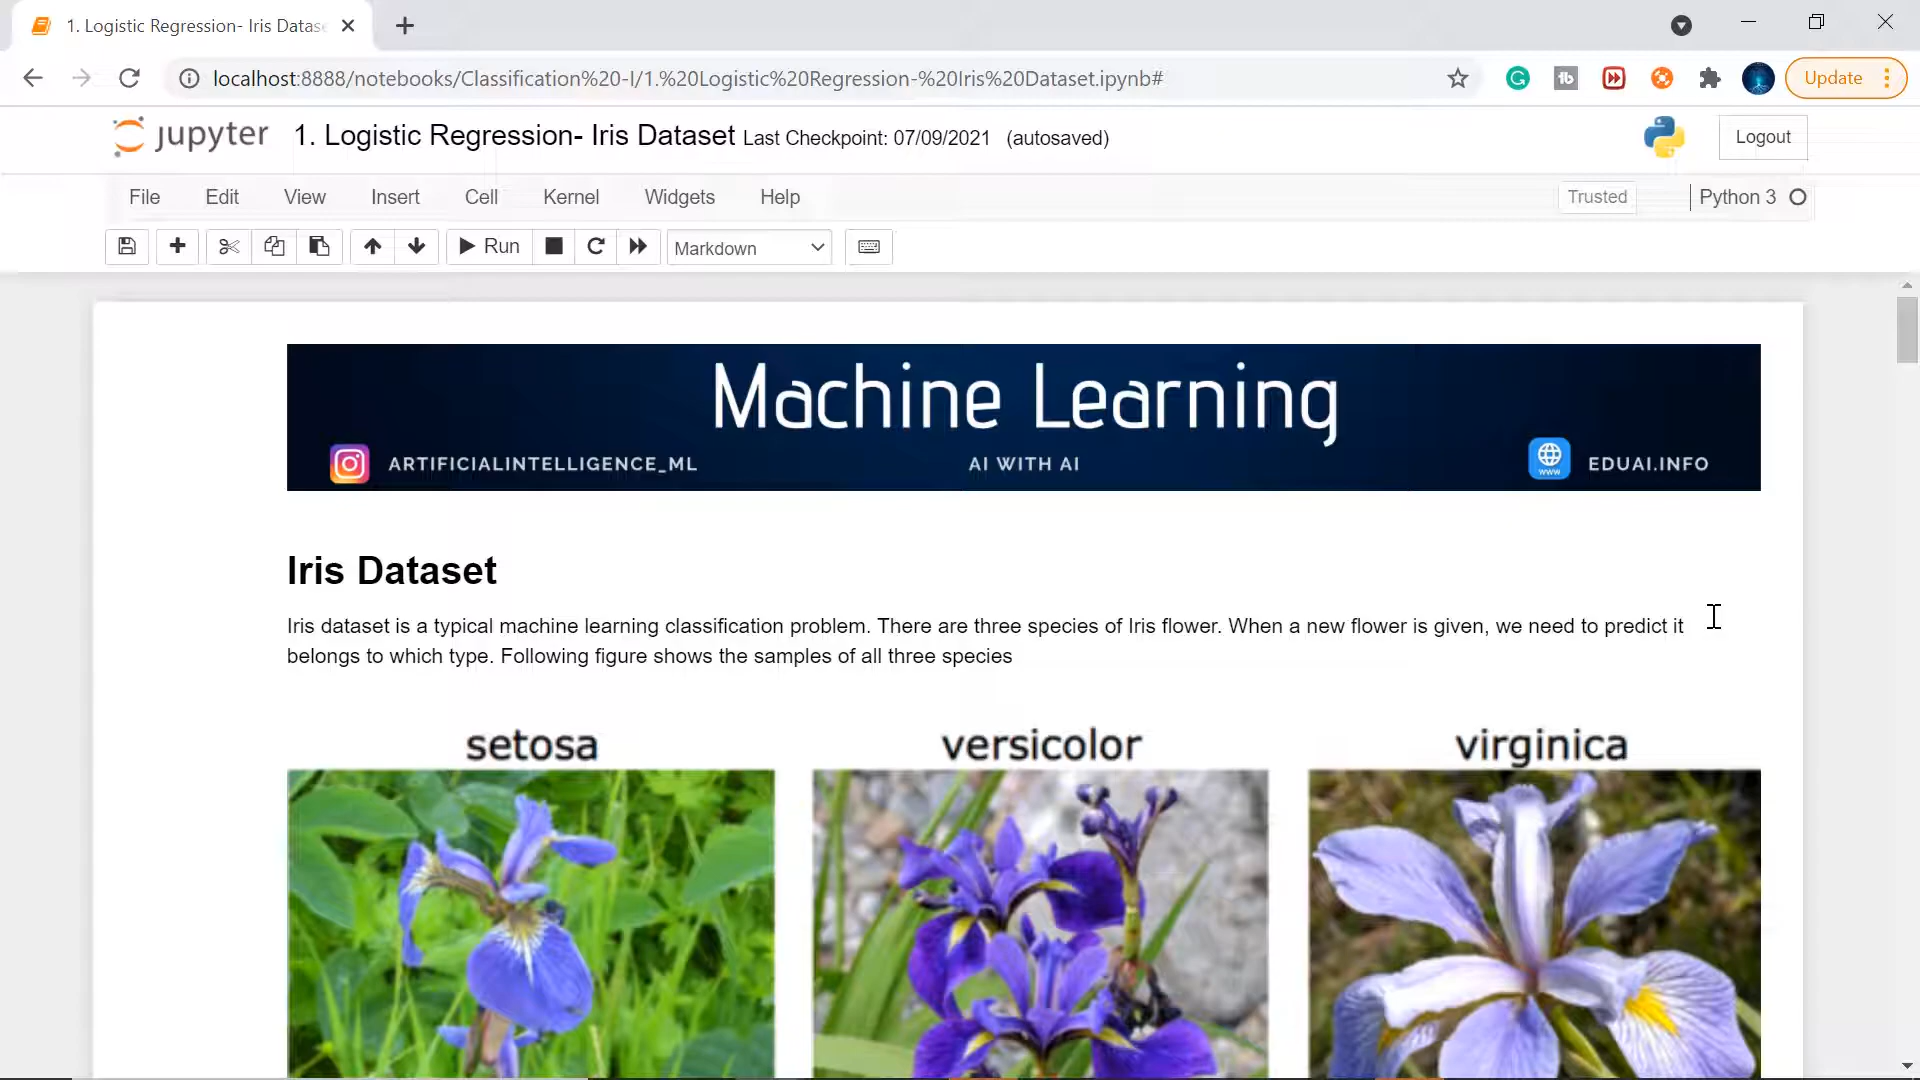 1. Logistic Regression- Iris Datas
localhost:8888/notebooks/Classification%20-I/1.%20Logistic%20Regression-%20Iris%20Dataset.ipynb#
Update
jupyter 1. Logistic Regression- Iris Dataset Last Checkpoint: 07/09/2021 (autosaved)
Logout
File Edit View Insert Cell Kernel Widgets Help
Trusted Python 3
Run Markdown
Machine Learning
ARTIFICIALINTELLIGENCE_ML AI WITH AI www EDUAI.INFO
Iris Dataset
Iris dataset is a typical machine learning classification problem. There are three species of Iris flower. When a new flower is given, we need to predict it
belongs to which type. Following figure shows the samples of all three species
setosa versicolor virginica